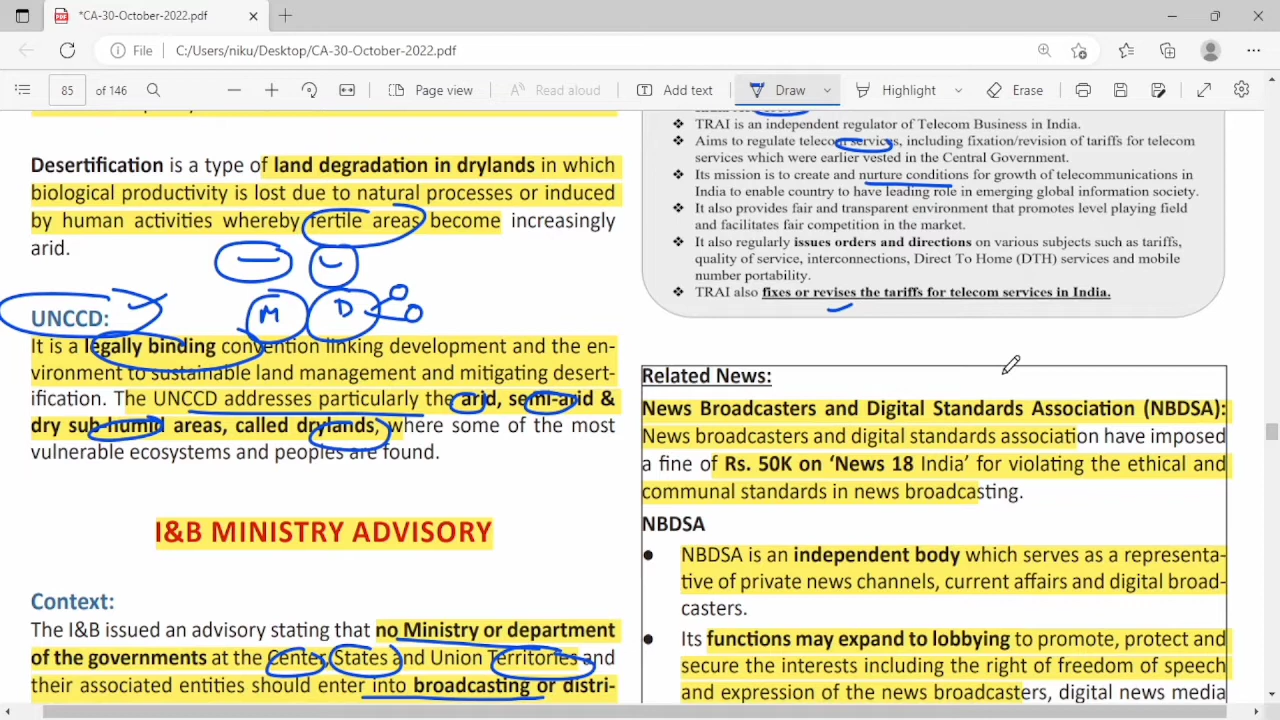 *CA-30-October-2022.pdf
File
C:/Users/niku/Desktop/CA-30-October-2022.pdf
85 of 146
Page view
Read aloud
Add text
Draw
Highlight
Erase
Desertification is a type of land degradation in drylands in which
biological productivity is lost due to natural processes or induced
by human activities whereby fertile areas become increasingly
arid.
M D
UNCCD:
It is a legally binding convention linking development and the en-
vironment to sustainable land management and mitigating desert-
ification. The UNCCD addresses particularly the arid, semi-arid &
dry sub humid areas, called drylands, where some of the most
vulnerable ecosystems and peoples are found.
I&B MINISTRY ADVISORY
Context:
The I&B issued an advisory stating that no Ministry or department
of the governments at the Center, States and Union Territories and
their associated entities should enter into broadcasting or distri-
❖ TRAI is an independent regulator of Telecom Business in India.
❖ Aims to regulate telecom services, including fixation/revision of tariffs for telecom
services which were earlier vested in the Central Government.
❖ Its mission is to create and nurture conditions for growth of telecommunications in
India to enable country to have leading role in emerging global information society.
❖ It also provides fair and transparent environment that promotes level playing field
and facilitates fair competition in the market.
❖ It also regularly issues orders and directions on various subjects such as tariffs,
quality of service, interconnections, Direct To Home (DTH) services and mobile
number portability.
❖ TRAI also fixes or revises the tariffs for telecom services in India.
Related News:
News Broadcasters and Digital Standards Association (NBDSA):
News broadcasters and digital standards association have imposed
a fine of Rs. 50K on ‘News 18 India’ for violating the ethical and
communal standards in news broadcasting.
NBDSA
● NBDSA is an independent body which serves as a representa-
tive of private news channels, current affairs and digital broad-
casters.
● Its functions may expand to lobbying to promote, protect and
secure the interests including the right of freedom of speech
and expression of the news broadcasters, digital news media